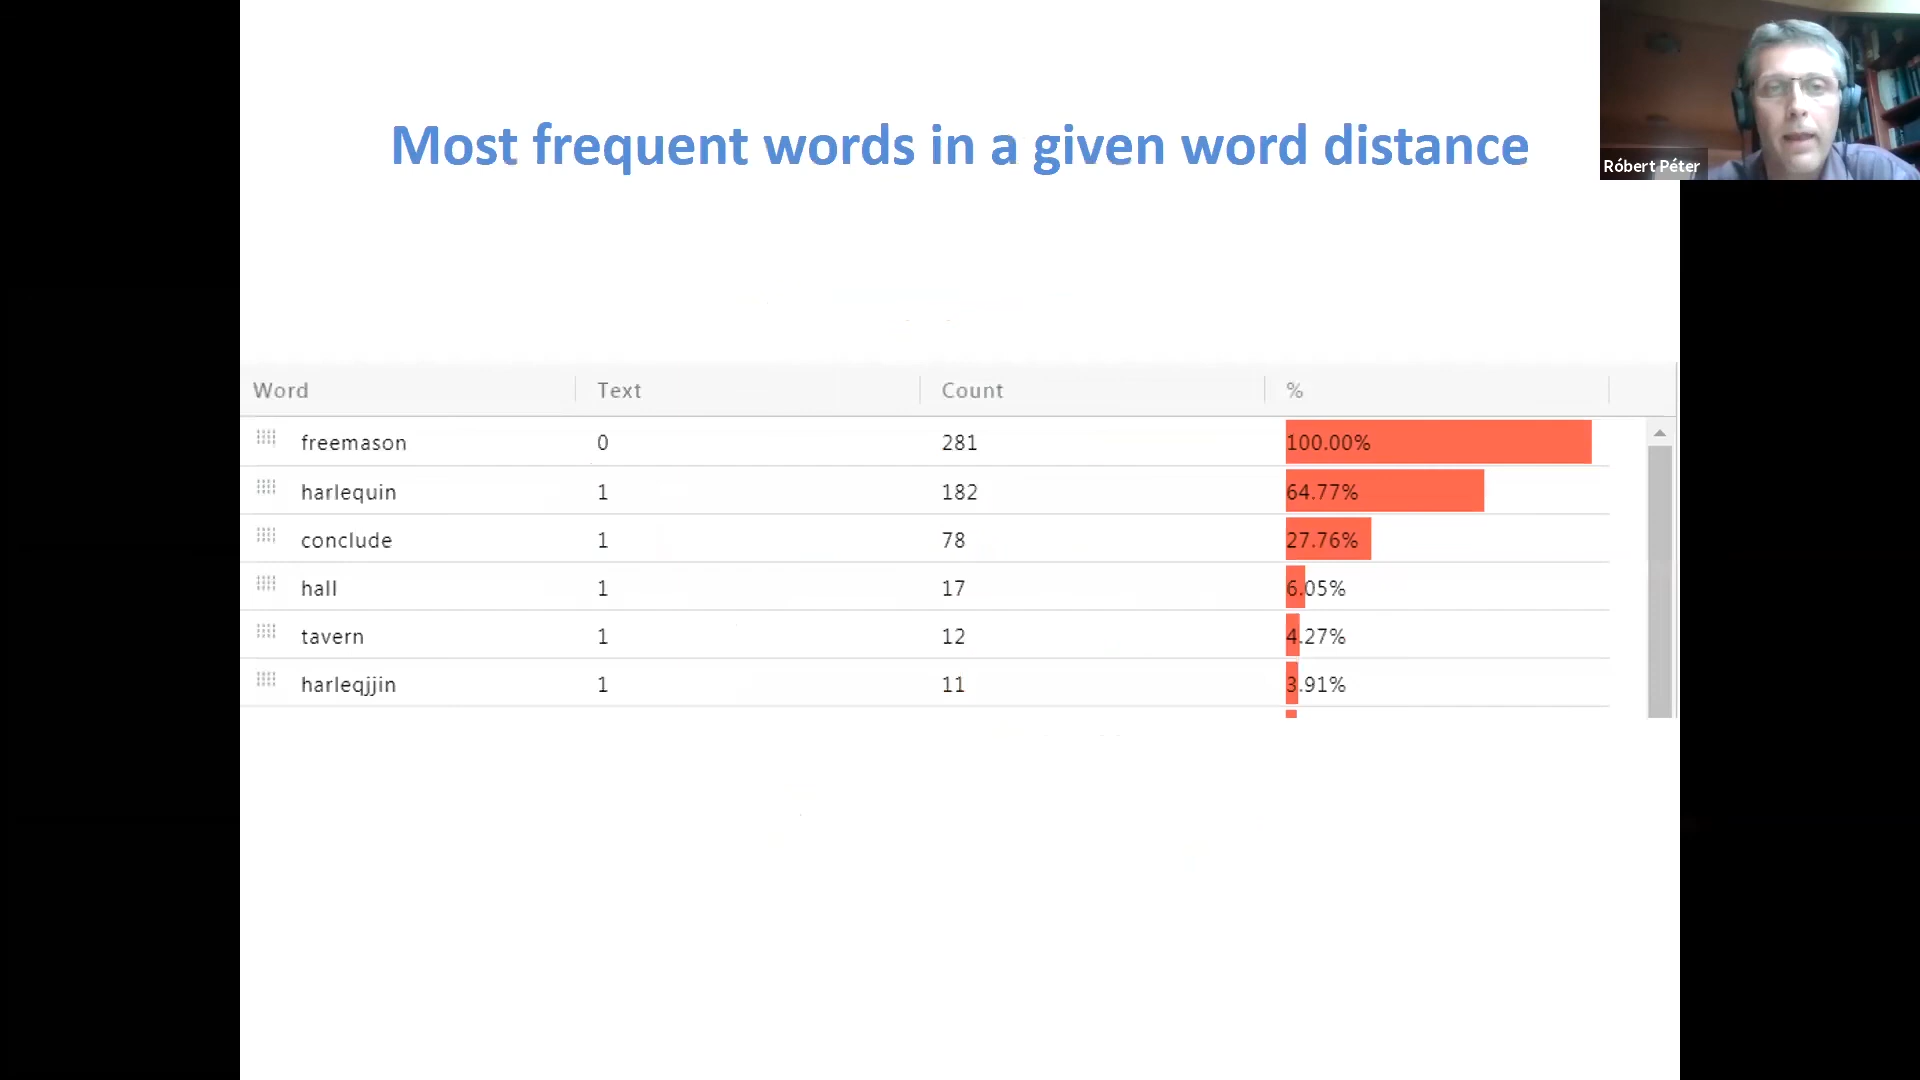 Most frequent words in a given word distance
Róbert Péter
Word Text Count %
freemason 0 281 100.00%
harlequin 1 182 64.77%
conclude 1 78 27.76%
hall 1 17 6.05%
tavern 1 12 4.27%
harleqjjin 1 11 3.91%